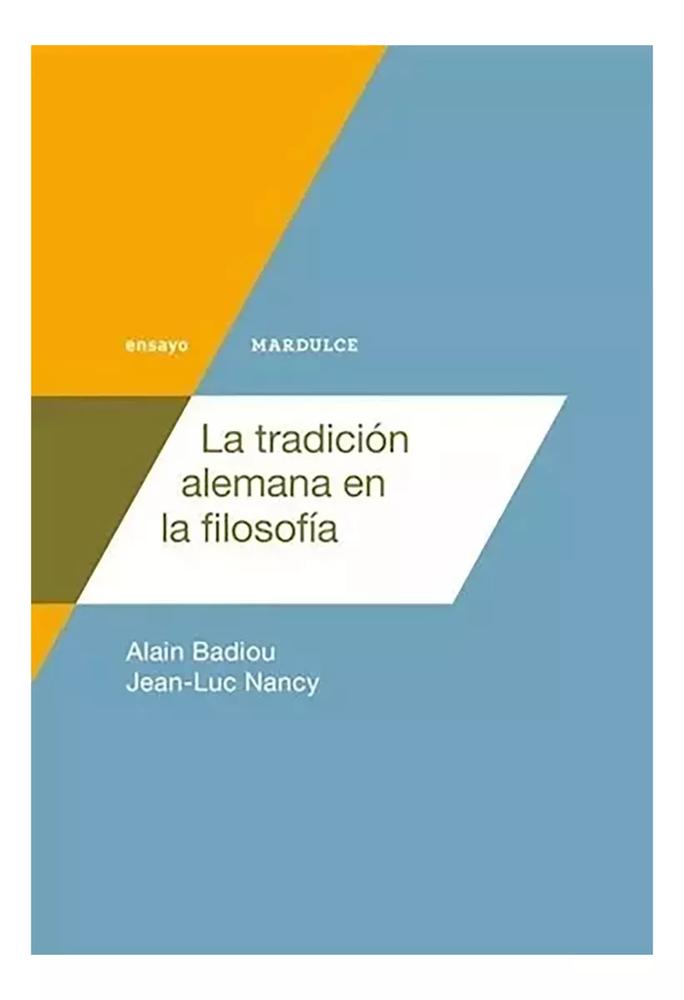 ensayo MARDULCE
La tradición
alemana en
la filosofía
Alain Badiou
Jean-Luc Nancy